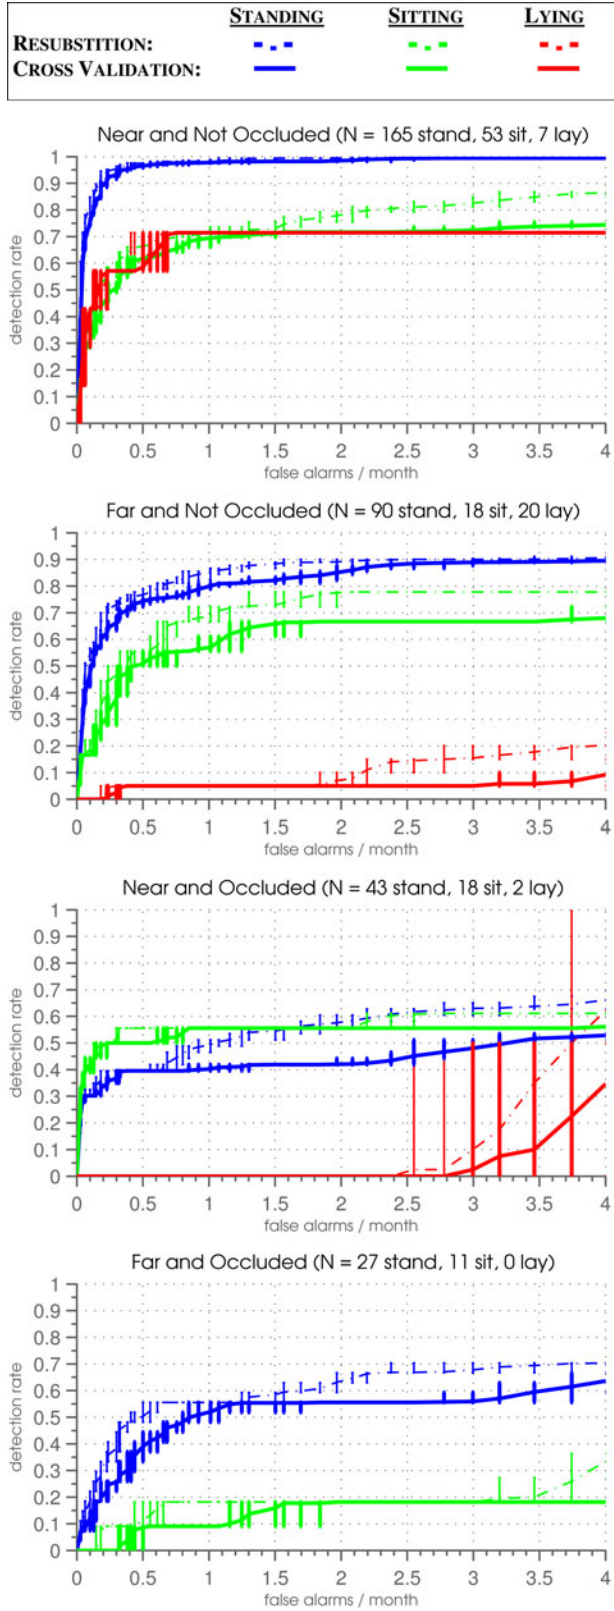 STANDING SITTING LYING
RESUBSTITION:
CROSS VALIDATION:
Near and Not Occluded (N = 165 stand, 53 sit, 7 lay)
1
0.9
0.8
0.7
0.6
0.5
0.4
0.3
0.2
0.1
0
detection rate
0 0.5 1 1.5 2 2.5 3 3.5 4
false alarms / month
Far and Not Occluded (N = 90 stand, 18 sit, 20 lay)
1
0.9
0.8
0.7
0.6
0.5
0.4
0.3
0.2
0.1
0
detection rate
0 0.5 1 1.5 2 2.5 3 3.5 4
false alarms / month
Near and Occluded (N = 43 stand, 18 sit, 2 lay)
1
0.9
0.8
0.7
0.6
0.5
0.4
0.3
0.2
0.1
0
detection rate
0 0.5 1 1.5 2 2.5 3 3.5 4
false alarms / month
Far and Occluded (N = 27 stand, 11 sit, 0 lay)
1
0.9
0.8
0.7
0.6
0.5
0.4
0.3
0.2
0.1
0
detection rate
0 0.5 1 1.5 2 2.5 3 3.5 4
false alarms / month